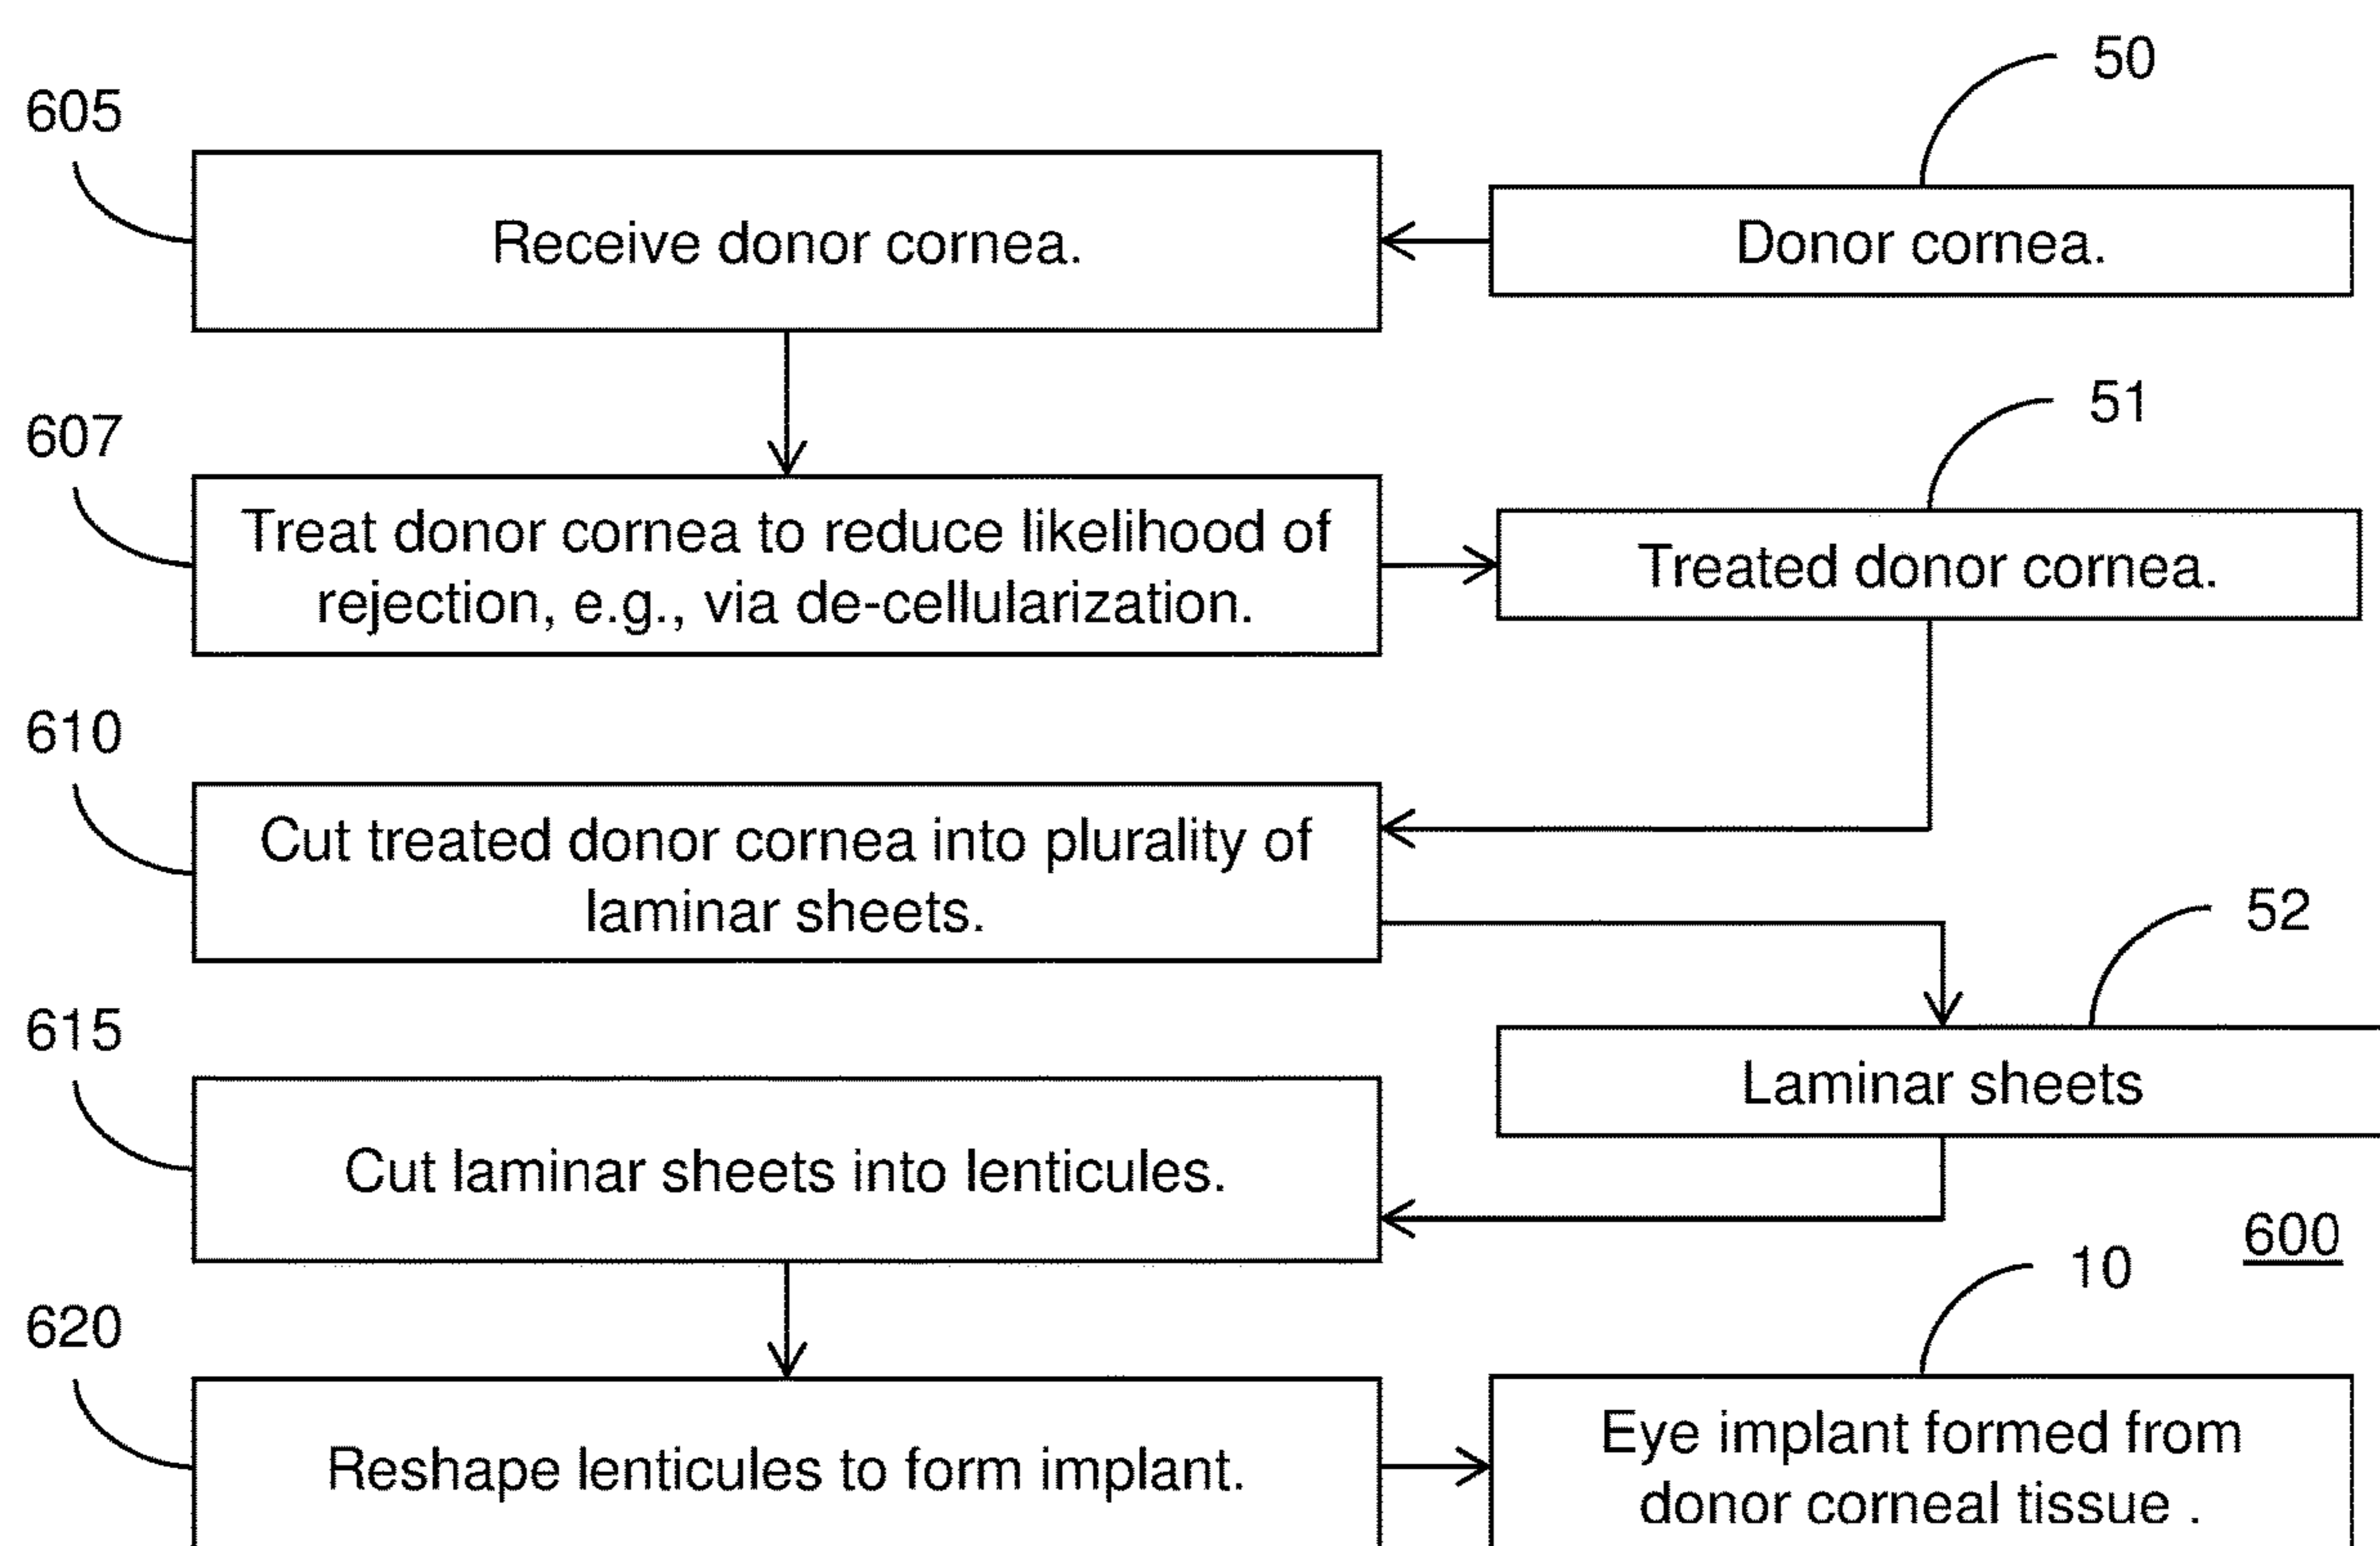 50
605
Receive donor cornea.
Donor cornea.
51
607
Treat donor cornea to reduce likelihood of
rejection, e.g., via de-cellularization.
Treated donor cornea.
610
Cut treated donor cornea into plurality of
laminar sheets.
52
615
Laminar sheets
Cut laminar sheets into lenticules.
600
10
620
Reshape lenticules to form implant.
Eye implant formed from
donor corneal tissue .